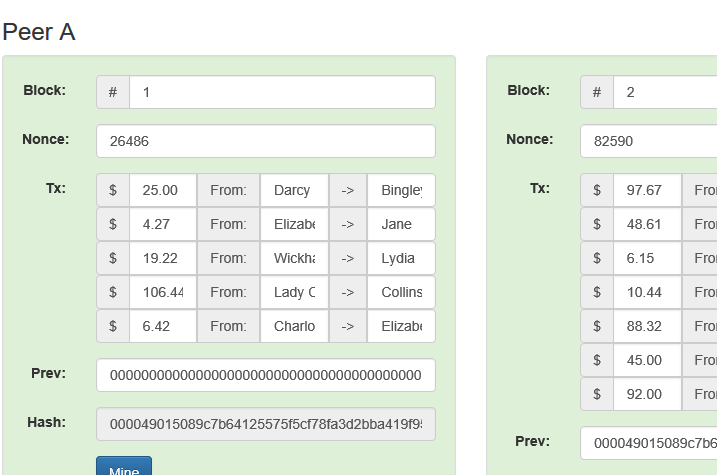 Peer A
Block: # 1
Nonce: 26486
Tx: $ 25.00 From: Darcy -> Bingley
$ 4.27 From: Elizabe -> Jane
$ 19.22 From: Wickha -> Lydia
$ 106.44 From: Lady C -> Collins
$ 6.42 From: Charlo -> Elizabe
Prev: 0000000000000000000000000000000000000000
Hash: 000049015089c7b64125575f5cf78fa3d2bba419f9
Mine
Block: # 2
Nonce: 82590
Tx: $ 97.67 Fro
$ 48.61 Fro
$ 6.15 Fro
$ 10.44 Fro
$ 88.32 Fro
$ 45.00 Fro
$ 92.00 Fro
Prev: 000049015089c7b6